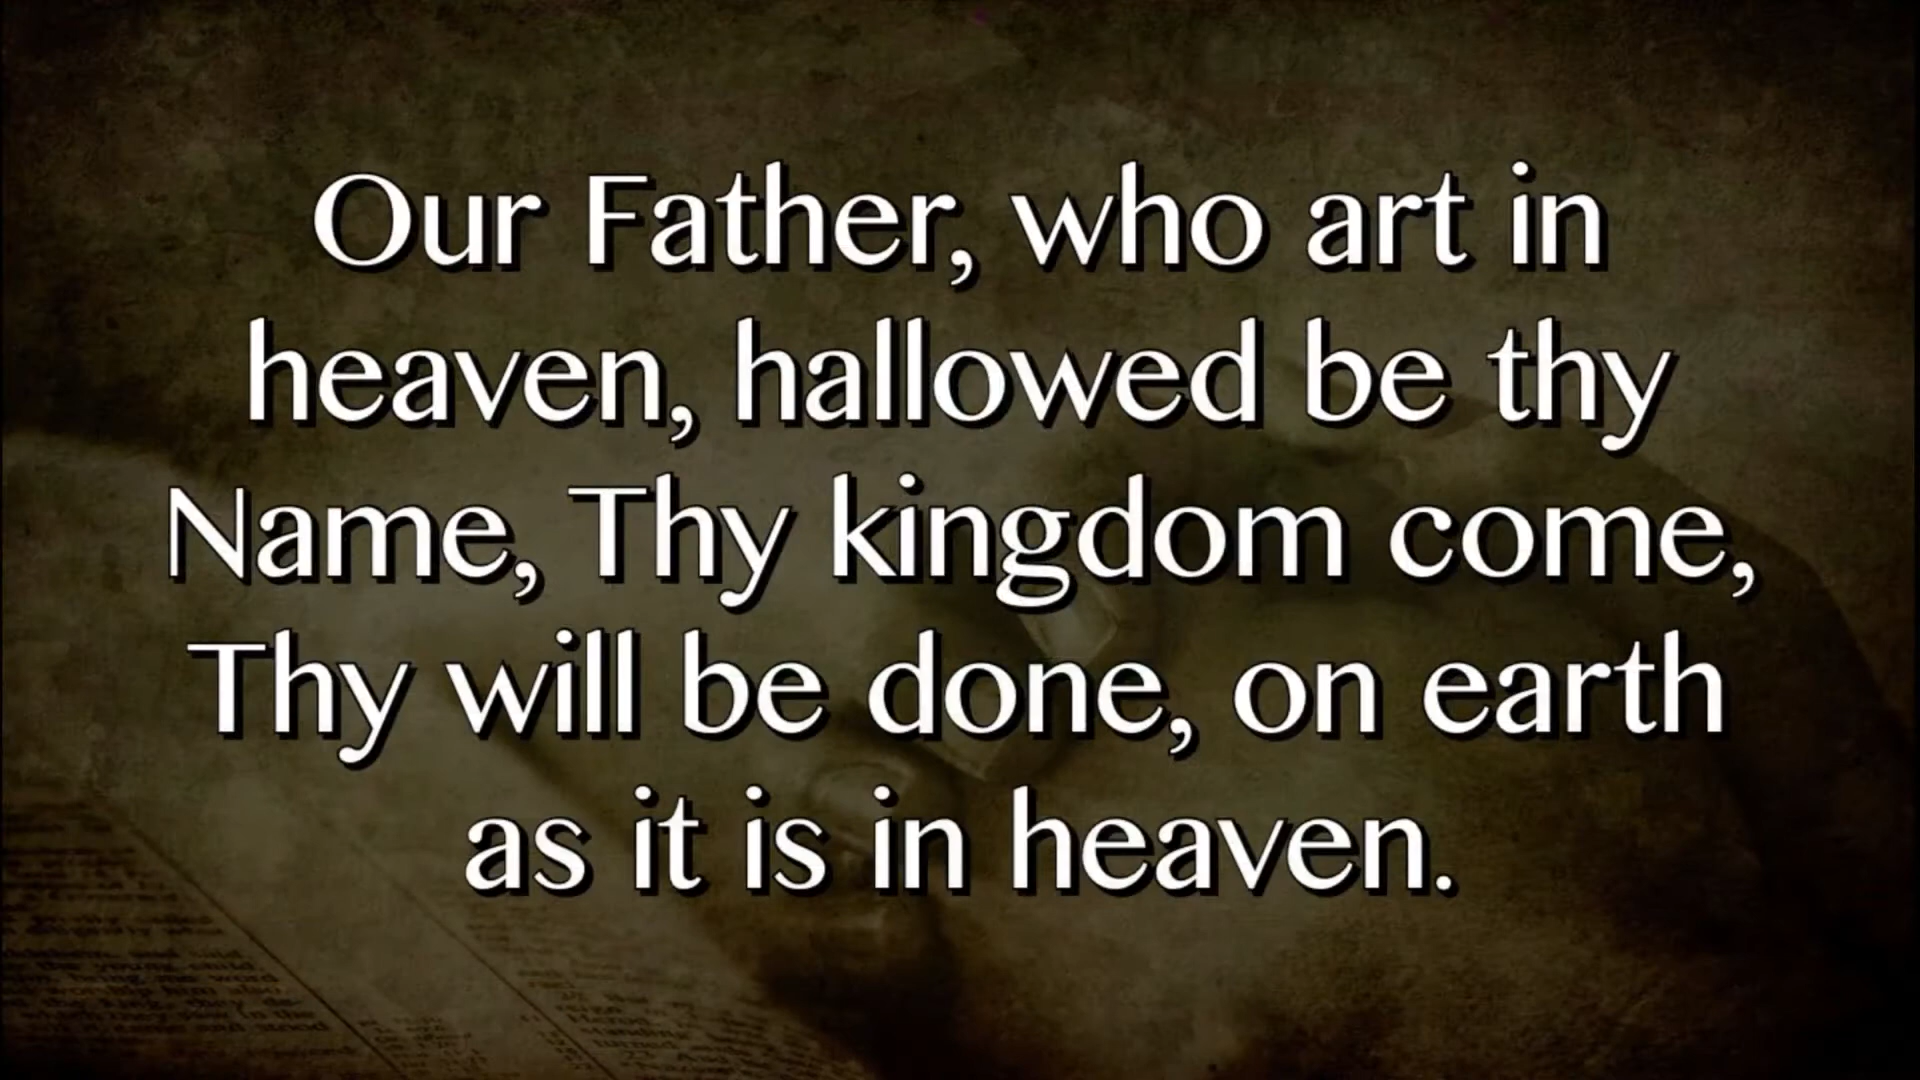 Our Father, who art in
heaven, hallowed be thy
Name, Thy kingdom come,
Thy will be done, on earth
as it is in heaven.